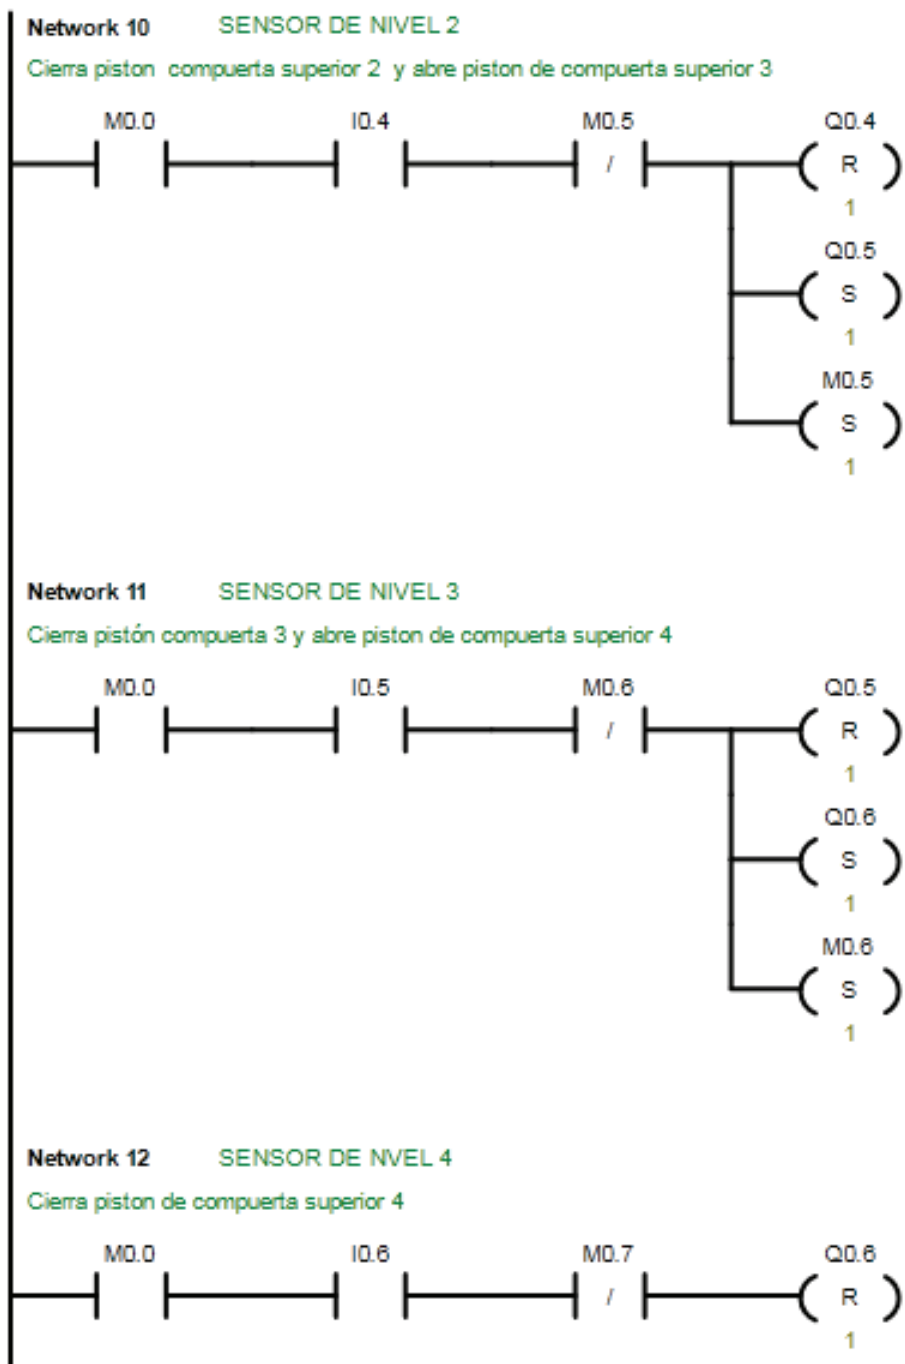 Network 10 SENSOR DE NIVEL 2
Cierra piston compuerta superior 2 y abre piston de compuerta superior 3
M0.0 I0.4 M0.5 Q0.4
/ R
1
Q0.5
S
1
M0.5
S
1
Network 11 SENSOR DE NIVEL 3
Cierra pistón compuerta 3 y abre piston de compuerta superior 4
M0.0 I0.5 M0.6 Q0.5
/ R
1
Q0.6
S
1
M0.6
S
1
Network 12 SENSOR DE NVEL 4
Cierra piston de compuerta superior 4
M0.0 I0.6 M0.7 Q0.6
/ R
1